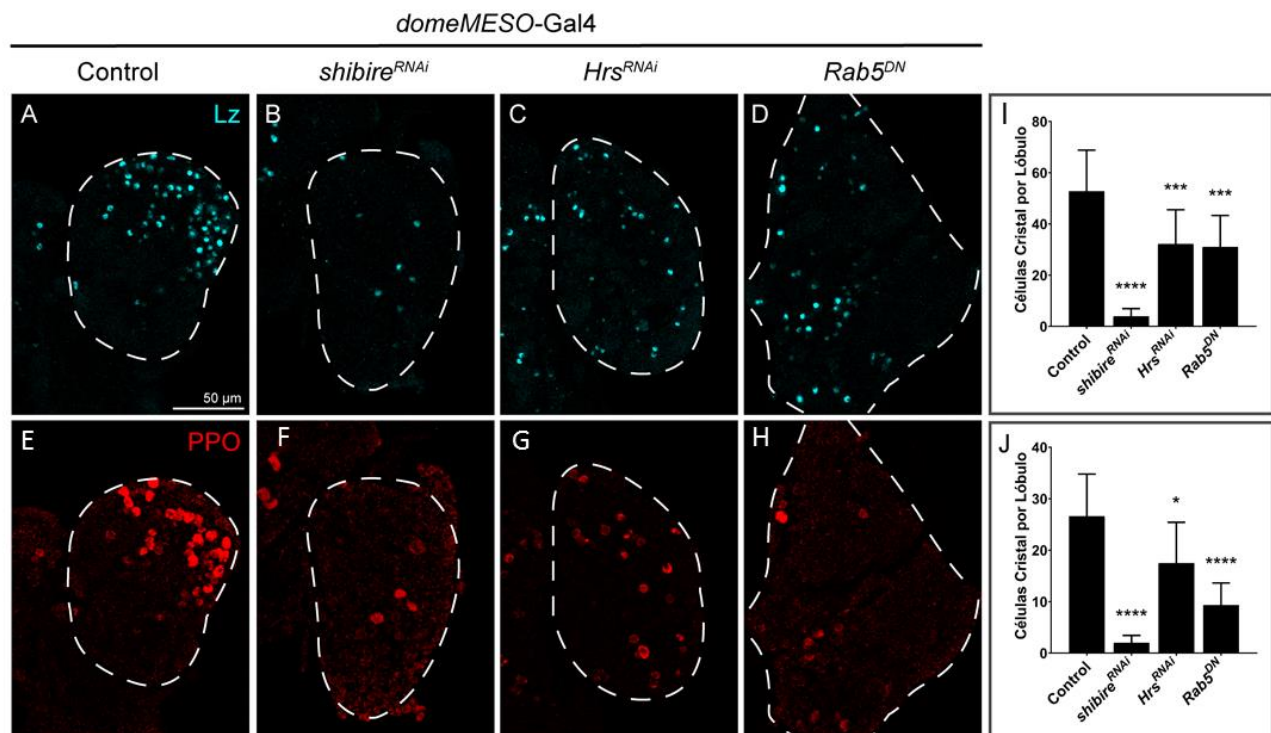 domeMESO-Gal4
Control shibireRNAi HrsRNAi Rab5DN
A Lz B C D
50 µm
E PPO F G H
I
Células Cristal por Lóbulo
80
60
40
20
0
****
***
***
Control
shibireRNAi
HrsRNAi
Rab5DN
J
Células Cristal por Lóbulo
40
30
20
10
0
****
*
****
Control
shibireRNAi
HrsRNAi
Rab5DN